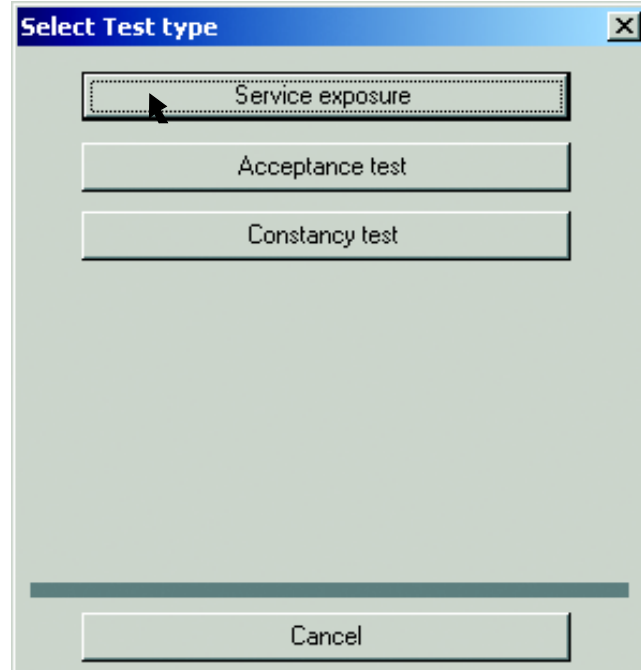 Select Test type
Service exposure
Acceptance test
Constancy test
Cancel